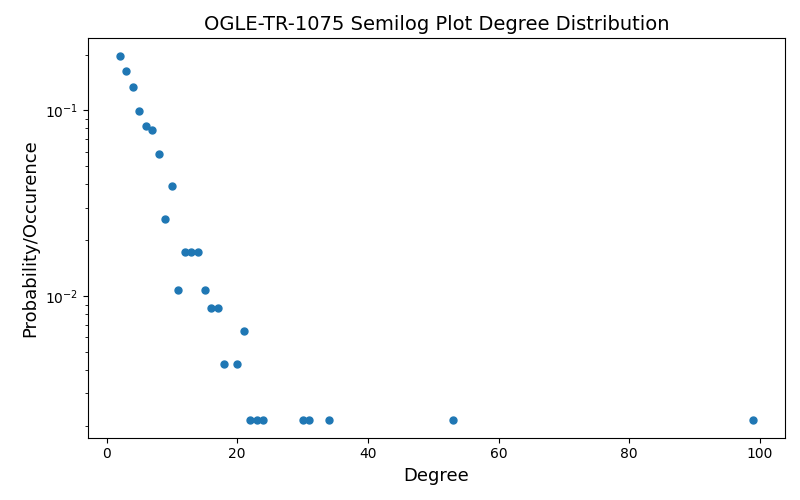 OGLE-TR-1075 Semilog Plot Degree Distribution
Probability/Occurence
10⁻¹
10⁻²
0 20 40 60 80 100
Degree